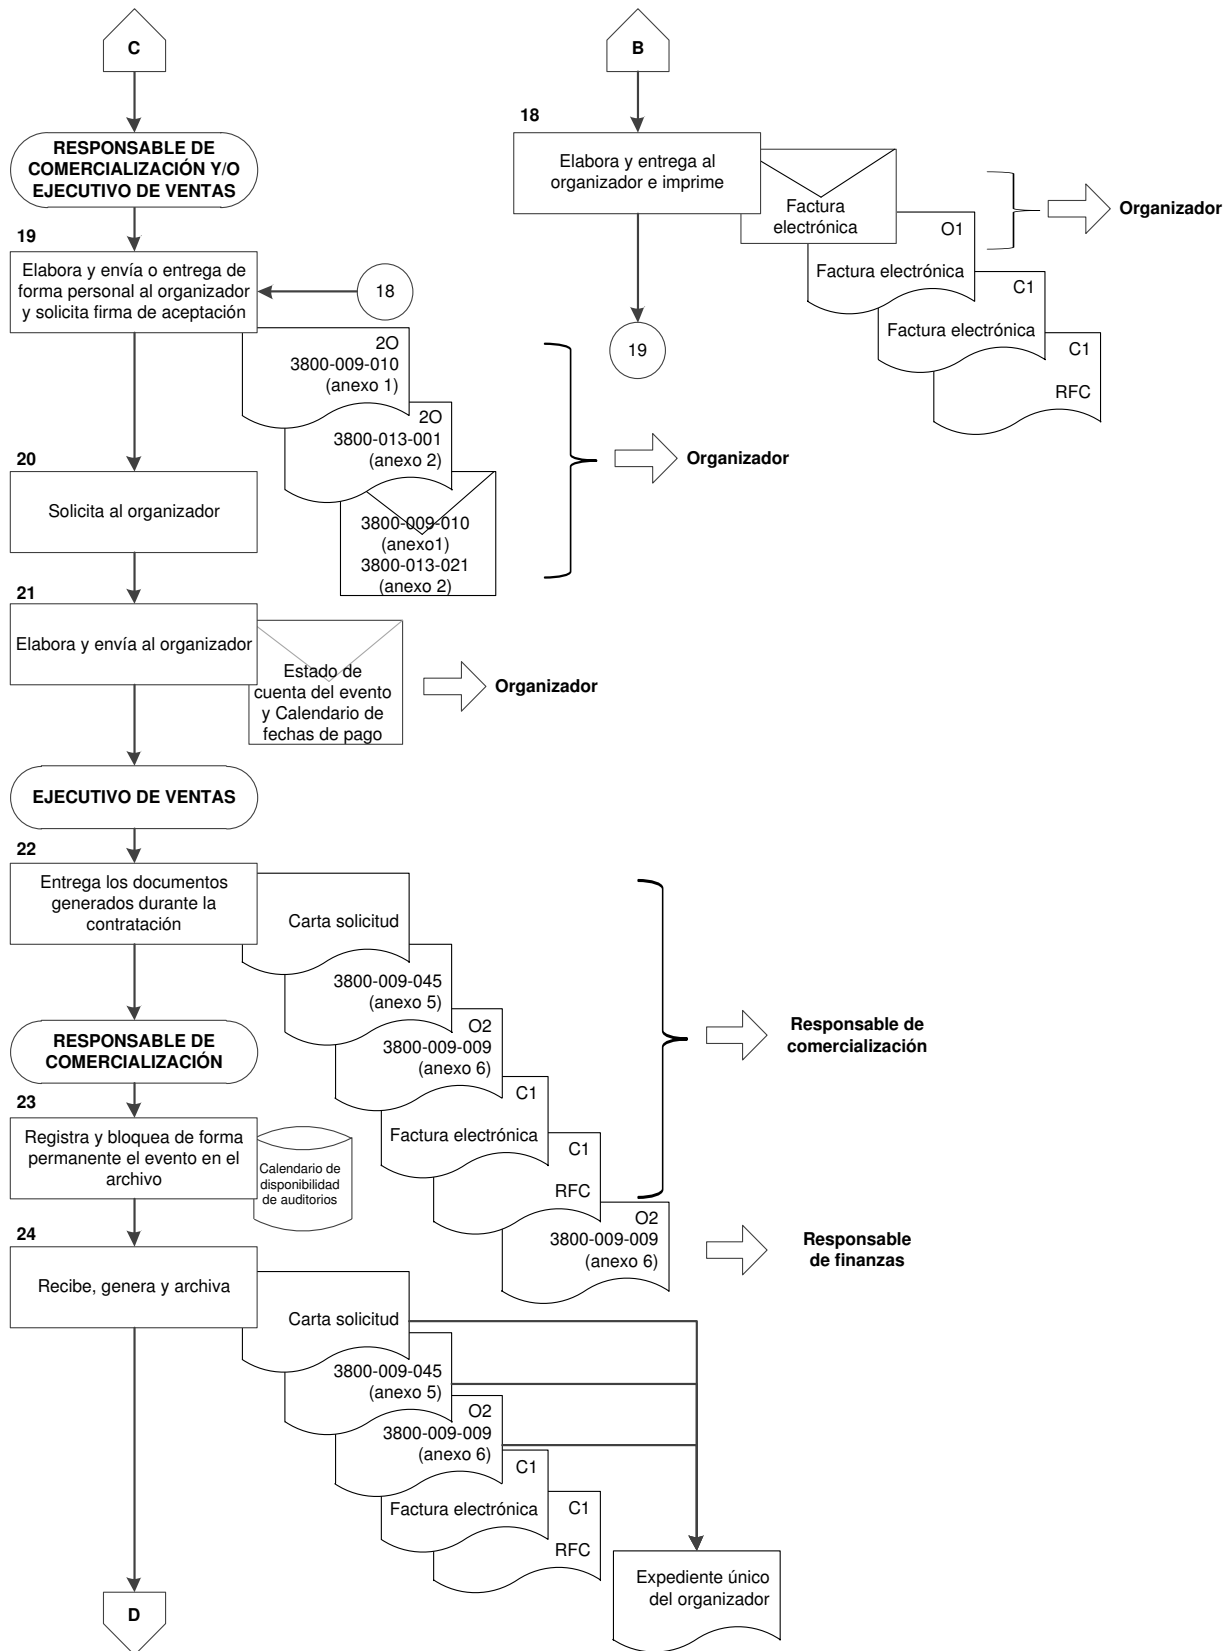 C
RESPONSABLE DE
COMERCIALIZACIÓN Y/O
EJECUTIVO DE VENTAS
19
Elabora y envía o entrega de
forma personal al organizador
y solicita firma de aceptación
18
2O
3800-009-010
(anexo 1)
2O
3800-013-001
(anexo 2)
3800-009-010
(anexo1)
3800-013-021
(anexo 2)
Organizador
B
18
Elabora y entrega al
organizador e imprime
Factura
electrónica
O1
Factura electrónica
C1
Factura electrónica
C1
RFC
Organizador
19
20
Solicita al organizador
21
Elabora y envía al organizador
Estado de
cuenta del evento
y Calendario de
fechas de pago
Organizador
EJECUTIVO DE VENTAS
22
Entrega los documentos
generados durante la
contratación
Carta solicitud
3800-009-045
(anexo 5)
O2
3800-009-009
(anexo 6)
C1
Factura electrónica
C1
RFC
O2
3800-009-009
(anexo 6)
Responsable de
comercialización
Responsable
de finanzas
RESPONSABLE DE
COMERCIALIZACIÓN
23
Registra y bloquea de forma
permanente el evento en el
archivo
Calendario de
disponibilidad
de auditorios
24
Recibe, genera y archiva
Carta solicitud
3800-009-045
(anexo 5)
O2
3800-009-009
(anexo 6)
C1
Factura electrónica
C1
RFC
Expediente único
del organizador
D